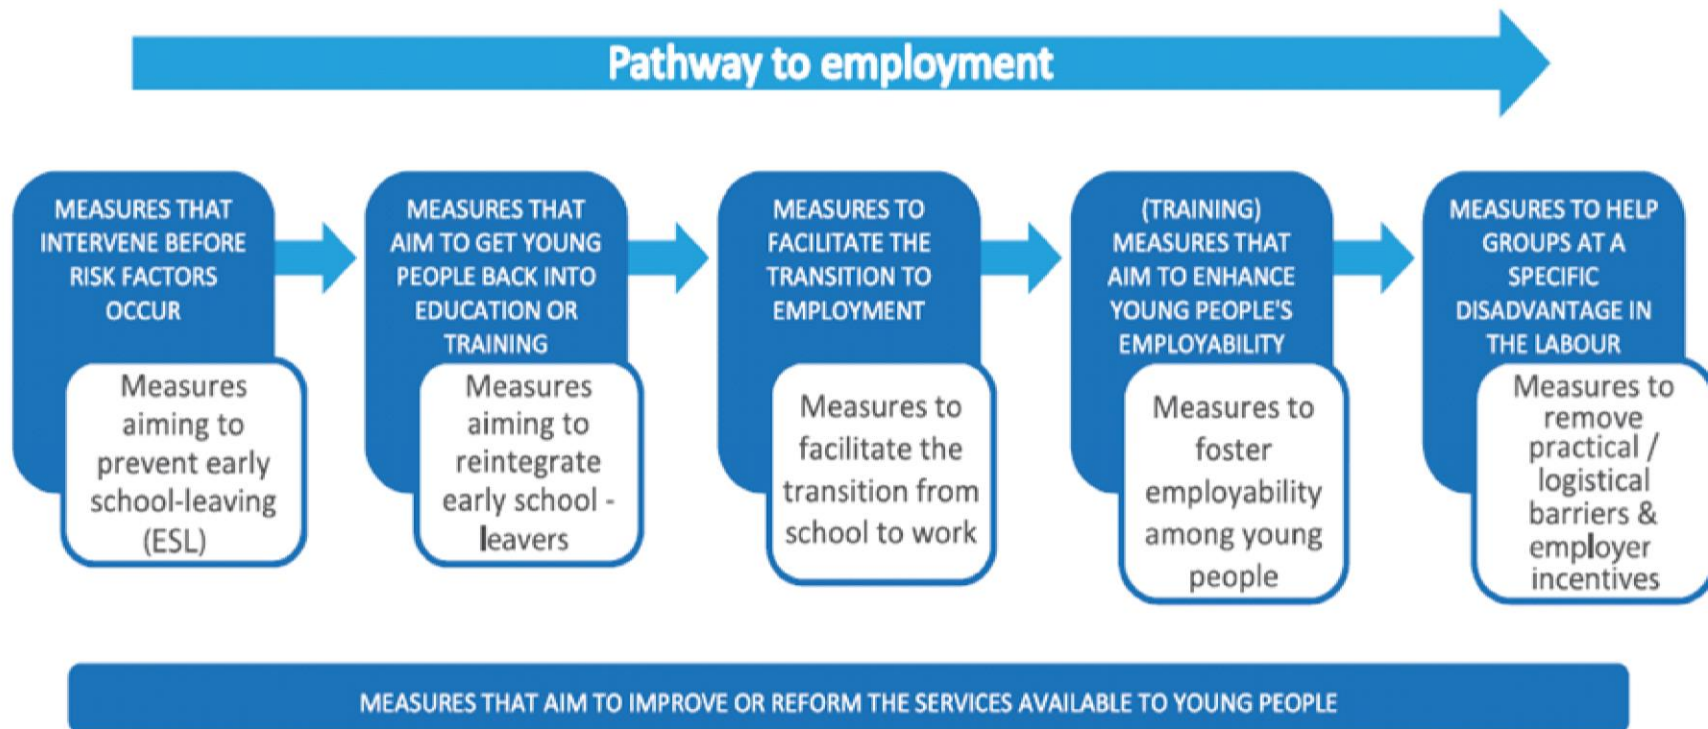 Pathway to employment
MEASURES THAT
INTERVENE BEFORE
RISK FACTORS
OCCUR
Measures
aiming to
prevent early
school-leaving
(ESL)
MEASURES THAT
AIM TO GET YOUNG
PEOPLE BACK INTO
EDUCATION OR
TRAINING
Measures
aiming to
reintegrate
early school -
leavers
MEASURES TO
FACILITATE THE
TRANSITION TO
EMPLOYMENT
Measures to
facilitate the
transition from
school to work
(TRAINING)
MEASURES THAT
AIM TO ENHANCE
YOUNG PEOPLE'S
EMPLOYABILITY
Measures to
foster
employability
among young
people
MEASURES TO HELP
GROUPS AT A
SPECIFIC
DISADVANTAGE IN
THE LABOUR
Measures to
remove
practical /
logistical
barriers &
employer
incentives
MEASURES THAT AIM TO IMPROVE OR REFORM THE SERVICES AVAILABLE TO YOUNG PEOPLE